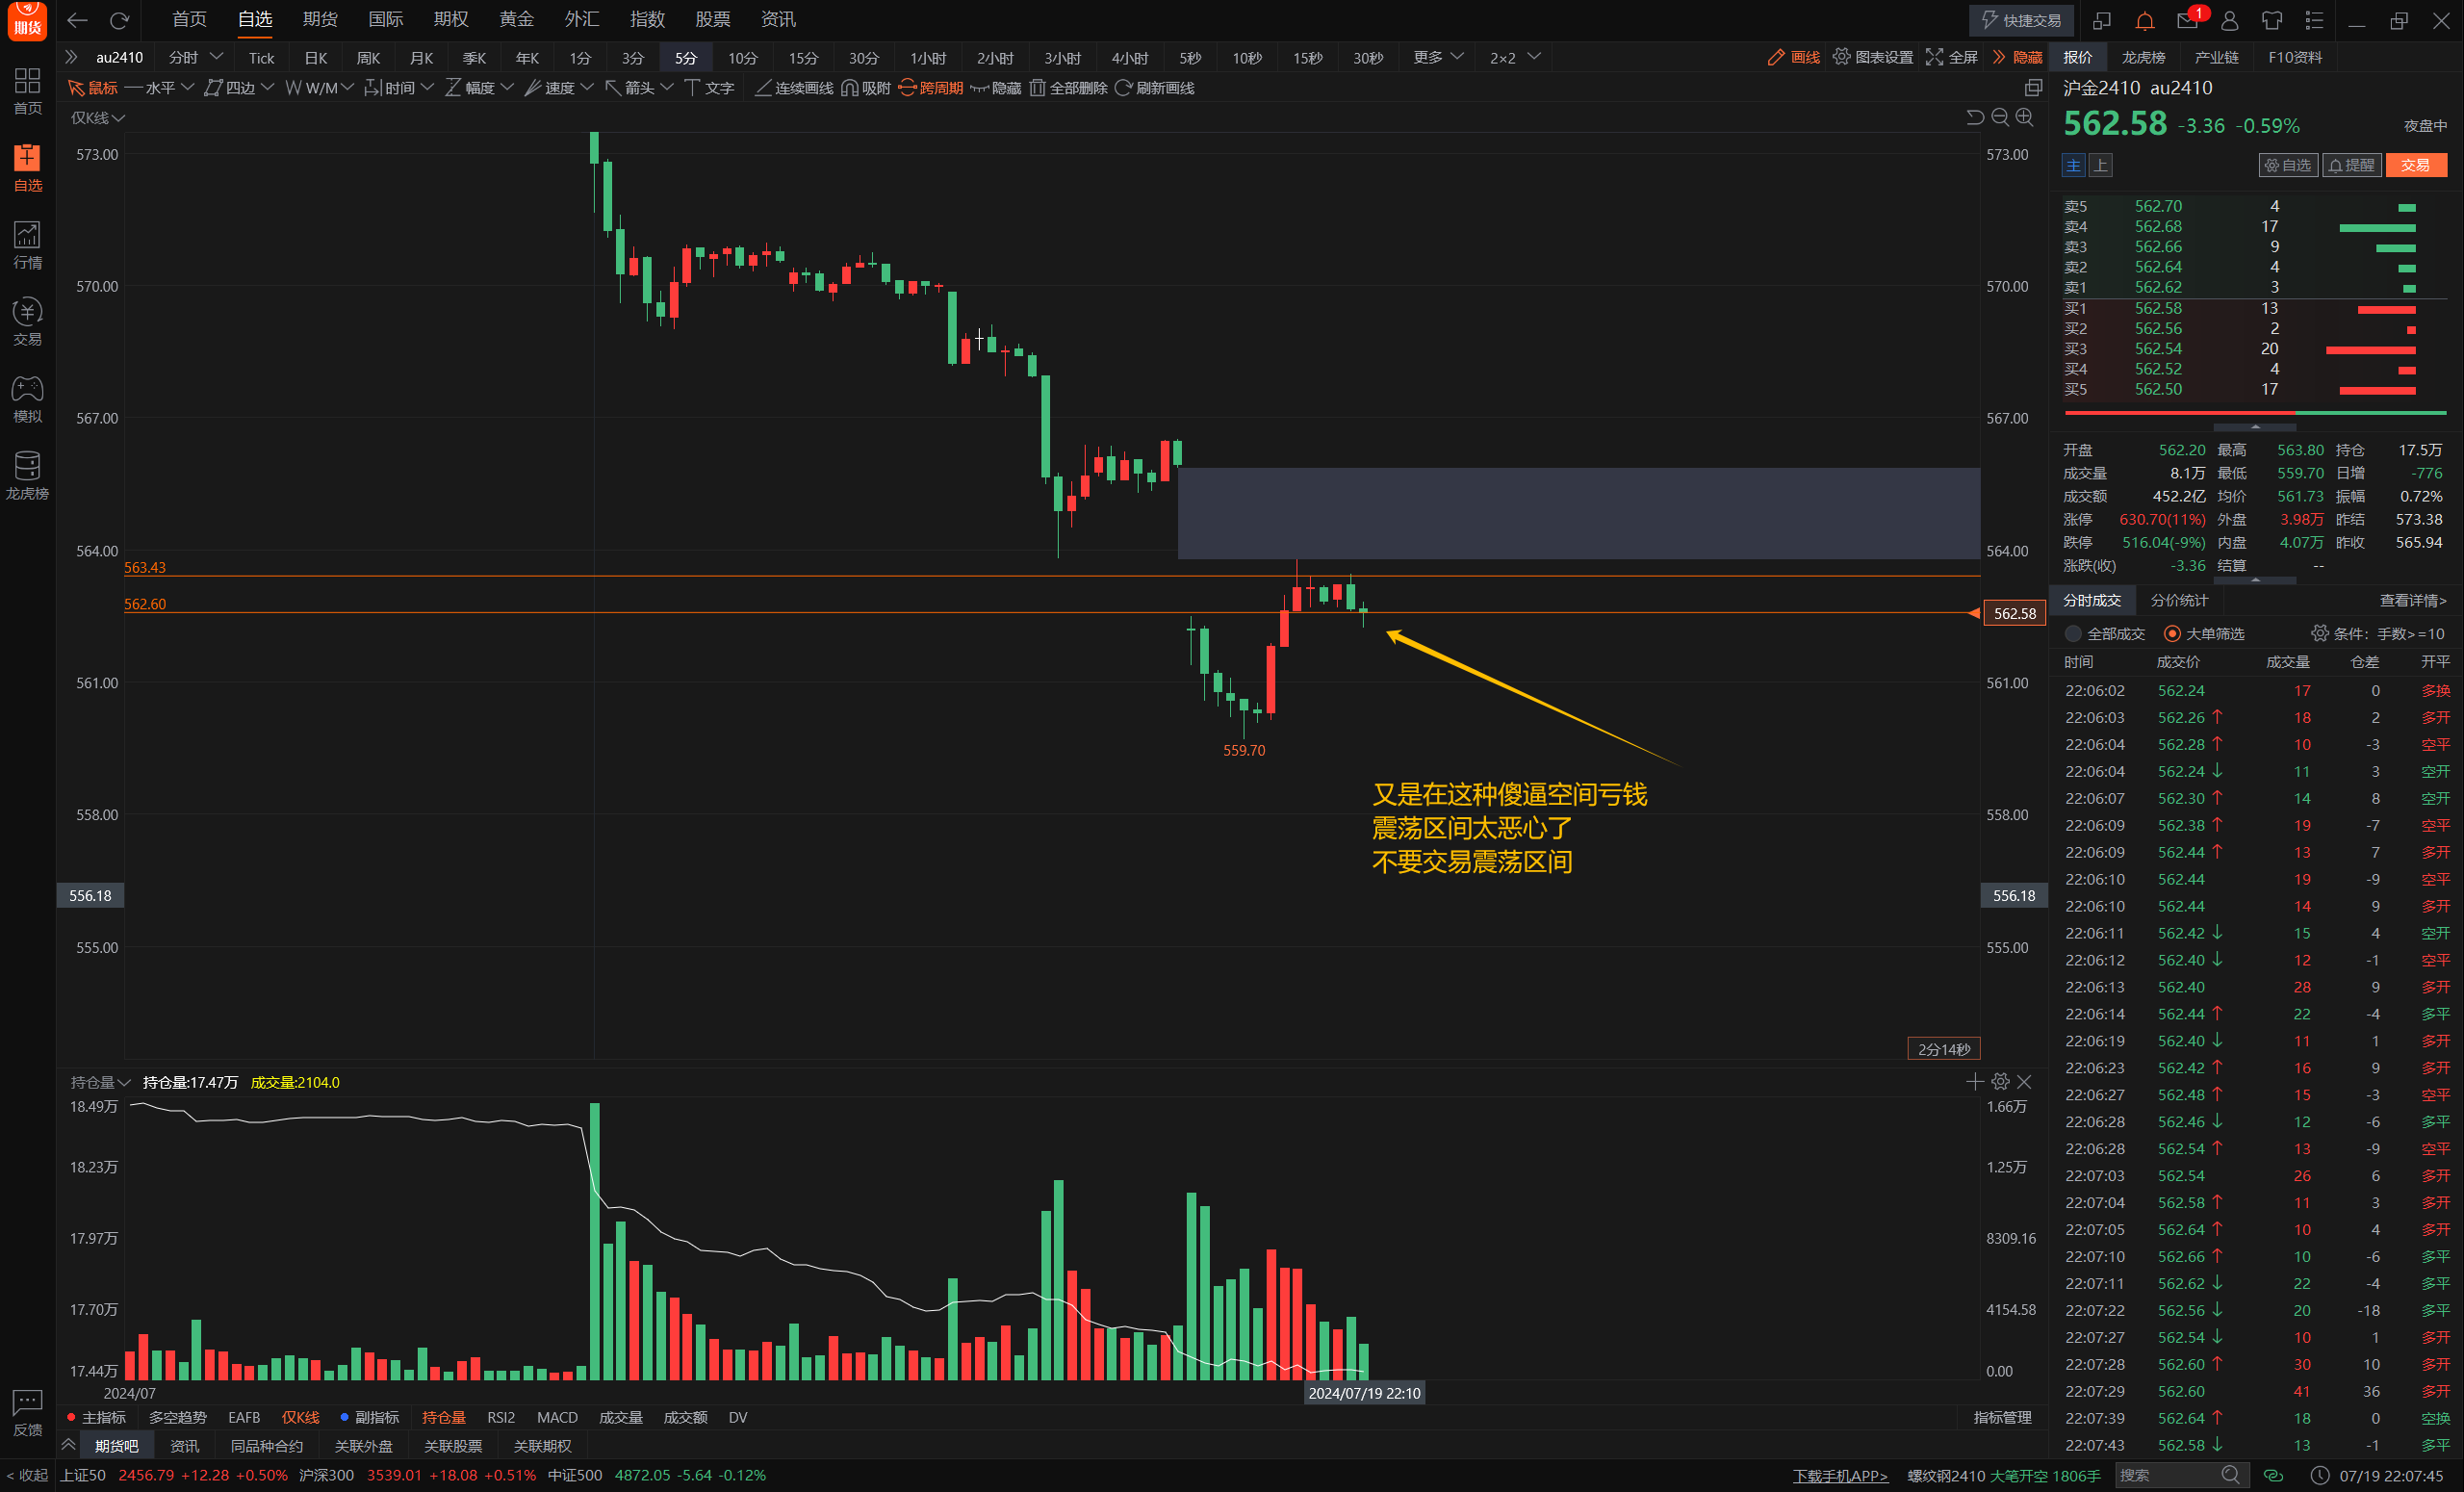 期货
首页 自选 期货 国际 期权 黄金 外汇 指数 股票 资讯
快捷交易 1
au2410 分时 Tick 日K 周K 月K 季K 年K 1分 3分 5分 10分 15分 30分 1小时 2小时 3小时 4小时 5秒 10秒 15秒 30秒 更多 2×2
画线 图表设置 全屏 隐藏
报价 龙虎榜 产业链 F10资料
鼠标 水平 四边 W/M 时间 幅度 速度 箭头 文字 连续画线 吸附 跨周期 隐藏 全部删除 刷新画线
首页
自选
行情
交易
模拟
龙虎榜
反馈
仅K线
573.00 573.00
570.00 570.00
567.00 567.00
564.00 564.00
563.43
562.60 562.58
561.00 561.00
559.70
558.00 558.00
又是在这种傻逼空间亏钱
震荡区间太恶心了
不要交易震荡区间
556.18 556.18
555.00 555.00
2分14秒
持仓量 持仓量:17.47万 成交量:2104.0
18.49万 1.66万
18.23万 1.25万
17.97万 8309.16
17.70万 4154.58
17.44万 0.00
2024/07 2024/07/19 22:10
主指标 多空趋势 EAFB 仅K线 副指标 持仓量 RSI2 MACD 成交量 成交额 DV 指标管理
期货吧 资讯 同品种合约 关联外盘 关联股票 关联期权
沪金2410 au2410
562.58 -3.36 -0.59% 夜盘中
主 上 自选 提醒 交易
卖5 562.70 4
卖4 562.68 17
卖3 562.66 9
卖2 562.64 4
卖1 562.62 3
买1 562.58 13
买2 562.56 2
买3 562.54 20
买4 562.52 4
买5 562.50 17
开盘 562.20 最高 563.80 持仓 17.5万
成交量 8.1万 最低 559.70 日增 -776
成交额 452.2亿 均价 561.73 振幅 0.72%
涨停 630.70(11%) 外盘 3.98万 昨结 573.38
跌停 516.04(-9%) 内盘 4.07万 昨收 565.94
涨跌(收) -3.36 结算 --
分时成交 分价统计 查看详情>
全部成交 大单筛选 条件：手数>=10
时间 成交价 成交量 仓差 开平
22:06:02 562.24 17 0 多换
22:06:03 562.26↑ 18 2 多开
22:06:04 562.28↑ 10 -3 空平
22:06:04 562.24↓ 11 3 空开
22:06:07 562.30↑ 14 8 空开
22:06:09 562.38↑ 19 -7 空平
22:06:09 562.44↑ 13 7 多开
22:06:10 562.44 19 -9 空平
22:06:10 562.44 14 9 多开
22:06:11 562.42↓ 15 4 空开
22:06:12 562.40↓ 12 -1 空平
22:06:13 562.40 28 9 多开
22:06:14 562.44↑ 22 -4 多平
22:06:19 562.40↓ 11 1 多开
22:06:23 562.42↑ 16 9 多开
22:06:27 562.48↑ 15 -3 空平
22:06:28 562.46↓ 12 -6 多平
22:06:28 562.54↑ 13 -9 空平
22:07:03 562.54 26 6 多开
22:07:04 562.58↑ 11 3 多开
22:07:05 562.64↑ 10 4 多开
22:07:10 562.66↑ 10 -6 多平
22:07:11 562.62↓ 22 -4 多平
22:07:22 562.56↓ 20 -18 多平
22:07:27 562.54↓ 10 1 多开
22:07:28 562.60↑ 30 10 多开
22:07:29 562.60 41 36 多开
22:07:39 562.64↑ 18 0 空换
22:07:43 562.58↓ 13 -1 多平
< 收起 上证50 2456.79 +12.28 +0.50% 沪深300 3539.01 +18.08 +0.51% 中证500 4872.05 -5.64 -0.12%
下载手机APP> 螺纹钢2410 大笔开空 1806手 搜索 07/19 22:07:45